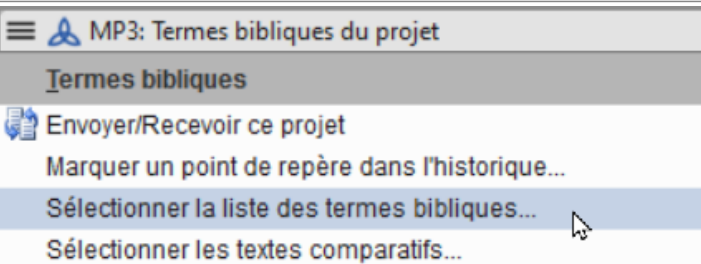 MP3: Termes bibliques du projet
Termes bibliques
Envoyer/Recevoir ce projet
Marquer un point de repère dans l'historique...
Sélectionner la liste des termes bibliques...
Sélectionner les textes comparatifs...